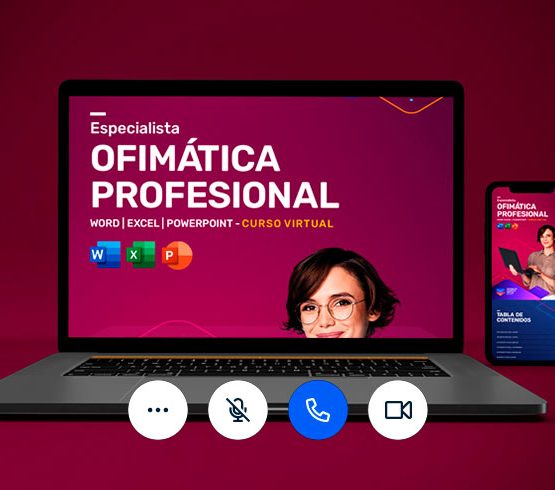 Especialista
OFIMÁTICA
PROFESIONAL
WORD | EXCEL | POWERPOINT - CURSO VIRTUAL
W X P
Especialista
OFIMÁTICA
PROFESIONAL
TABLA DE
CONTENIDOS